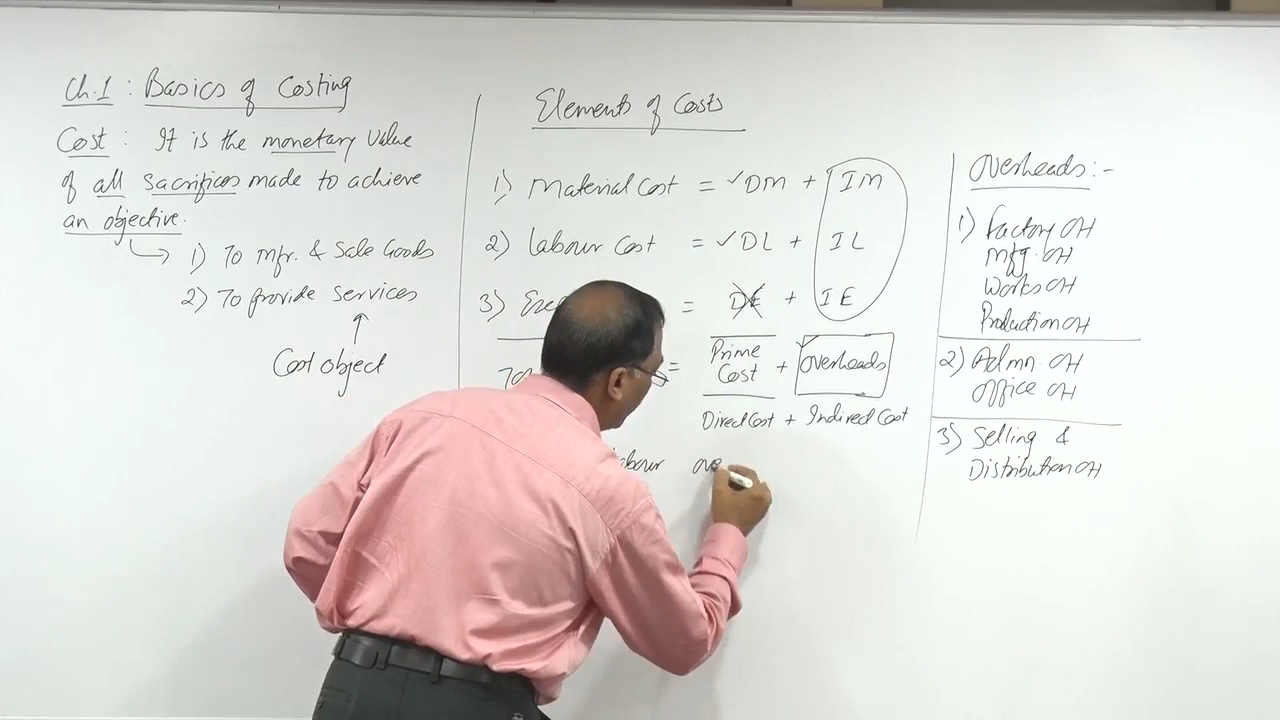 Ch.1 : Basics of Costing
Cost : It is the monetary value
of all sacrifices made to achieve
an objective.
1) To mfr. & Sale Goods
2) To provide services
Cost object
Elements of Costs
1) Material Cost = ✓DM + IM
2) Labour Cost = ✓DL + IL
3) = DE + IE
= Prime Cost + overheads
Direct Cost + Indirect Cost
Overheads :-
1) Factory OH
Mfg. OH
Works OH
Production OH
2) Admn. OH
Office OH
3) Selling &
Distribution OH